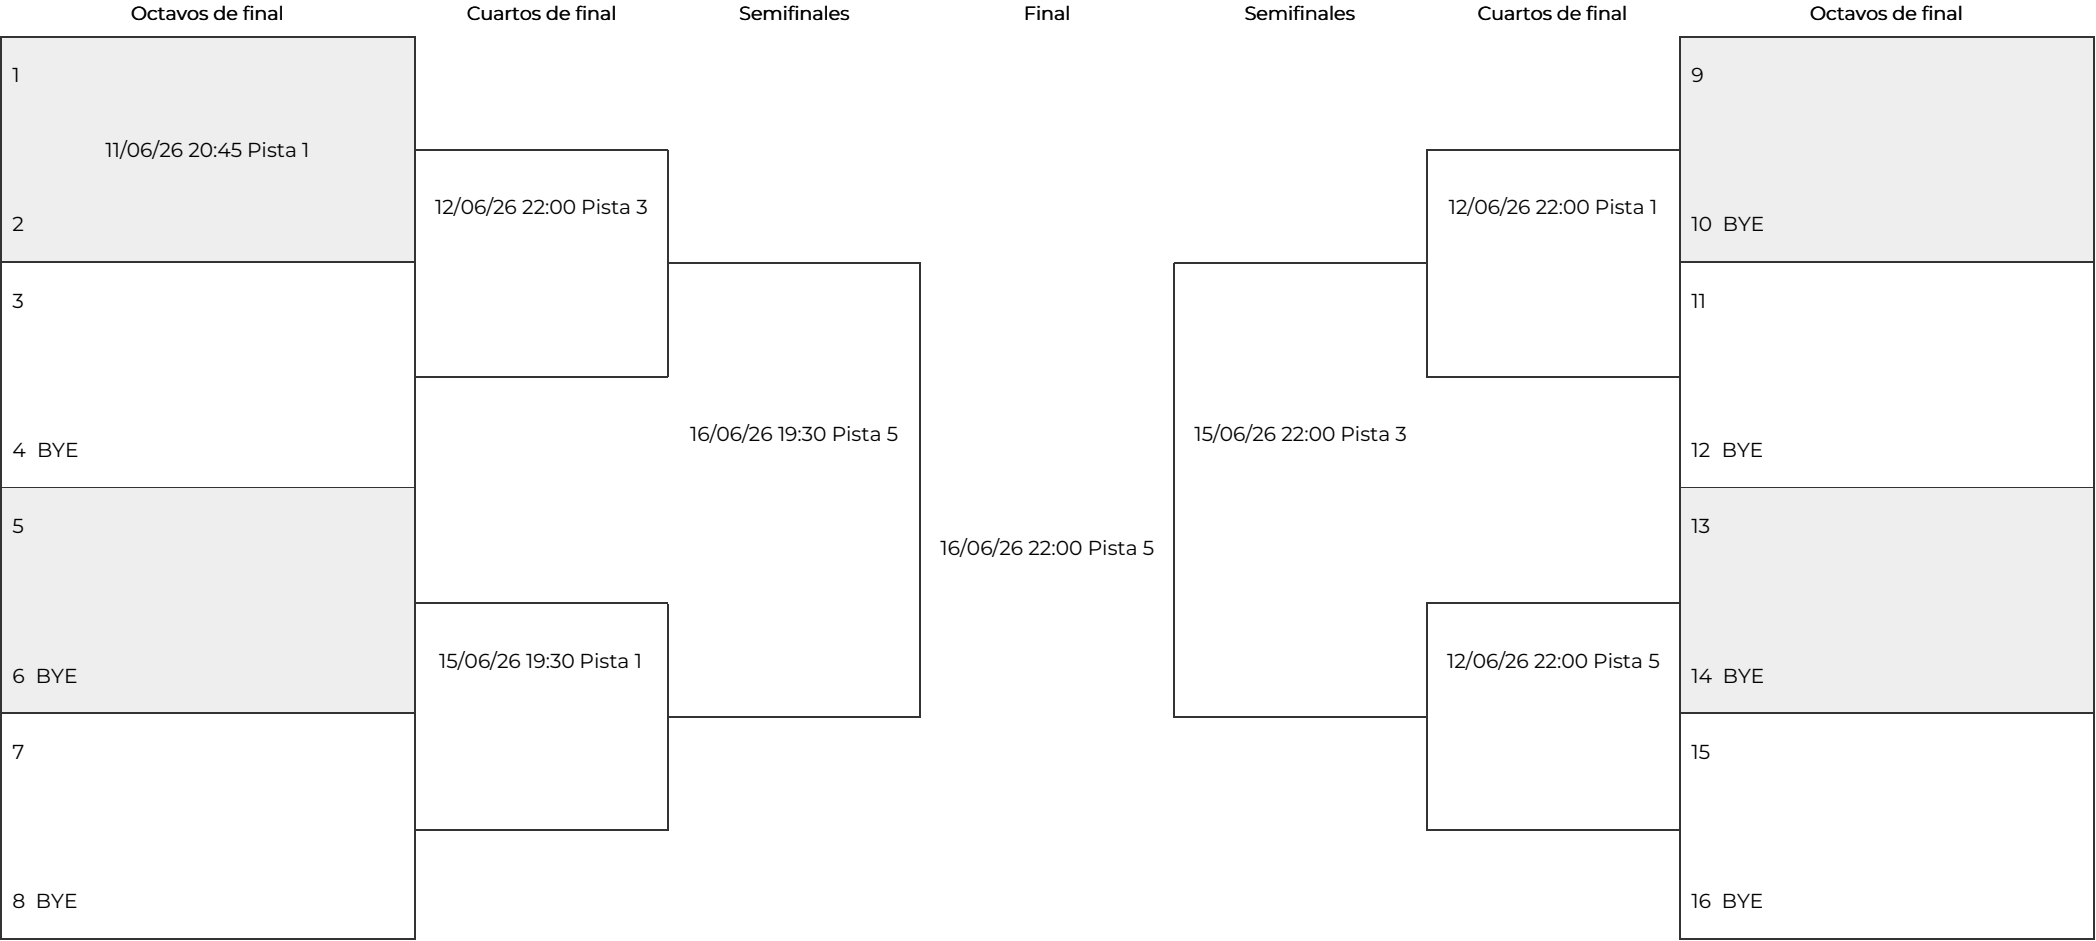 Octavos de final
Cuartos de final
Semifinales
Final
Semifinales
Cuartos de final
Octavos de final
1
11/06/26 20:45 Pista 1
2
3
4 BYE
5
6 BYE
7
8 BYE
12/06/26 22:00 Pista 3
15/06/26 19:30 Pista 1
16/06/26 19:30 Pista 5
16/06/26 22:00 Pista 5
15/06/26 22:00 Pista 3
12/06/26 22:00 Pista 1
12/06/26 22:00 Pista 5
9
10 BYE
11
12 BYE
13
14 BYE
15
16 BYE